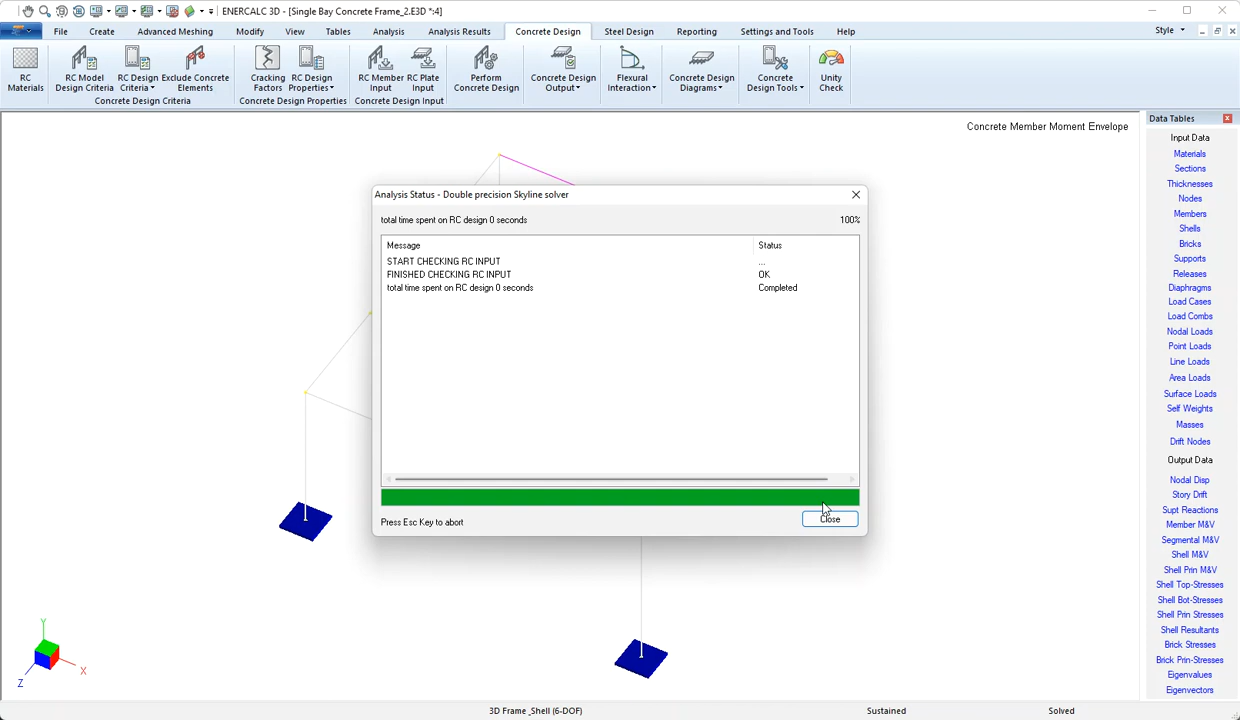 ENERCALC 3D - [Single Bay Concrete Frame_2.E3D *:4]
File Create Advanced Meshing Modify View Tables Analysis Analysis Results Concrete Design Steel Design Reporting Settings and Tools Help Style
RC Materials
RC Model Design Criteria
RC Design Criteria
Exclude Concrete Elements
Cracking Factors
RC Design Properties
RC Member Input
RC Plate Input
Perform Concrete Design
Concrete Design Output
Flexural Interaction
Concrete Design Diagrams
Concrete Design Tools
Unity Check
Concrete Design Criteria
Concrete Design Properties
Concrete Design Input
Concrete Member Moment Envelope
Analysis Status - Double precision Skyline solver
total time spent on RC design 0 seconds 100%
Message Status
START CHECKING RC INPUT ...
FINISHED CHECKING RC INPUT OK
total time spent on RC design 0 seconds Completed
Press Esc Key to abort
Close
Y
X
Z
Data Tables
Input Data
Materials
Sections
Thicknesses
Nodes
Members
Shells
Bricks
Supports
Releases
Diaphragms
Load Cases
Load Combs
Nodal Loads
Point Loads
Line Loads
Area Loads
Surface Loads
Self Weights
Masses
Drift Nodes
Output Data
Nodal Disp
Story Drift
Supt Reactions
Member M&V
Segmental M&V
Shell M&V
Shell Prin M&V
Shell Top-Stresses
Shell Bot-Stresses
Shell Prin Stresses
Shell Resultants
Brick Stresses
Brick Prin-Stresses
Eigenvalues
Eigenvectors
3D Frame_Shell (6-DOF) Sustained Solved